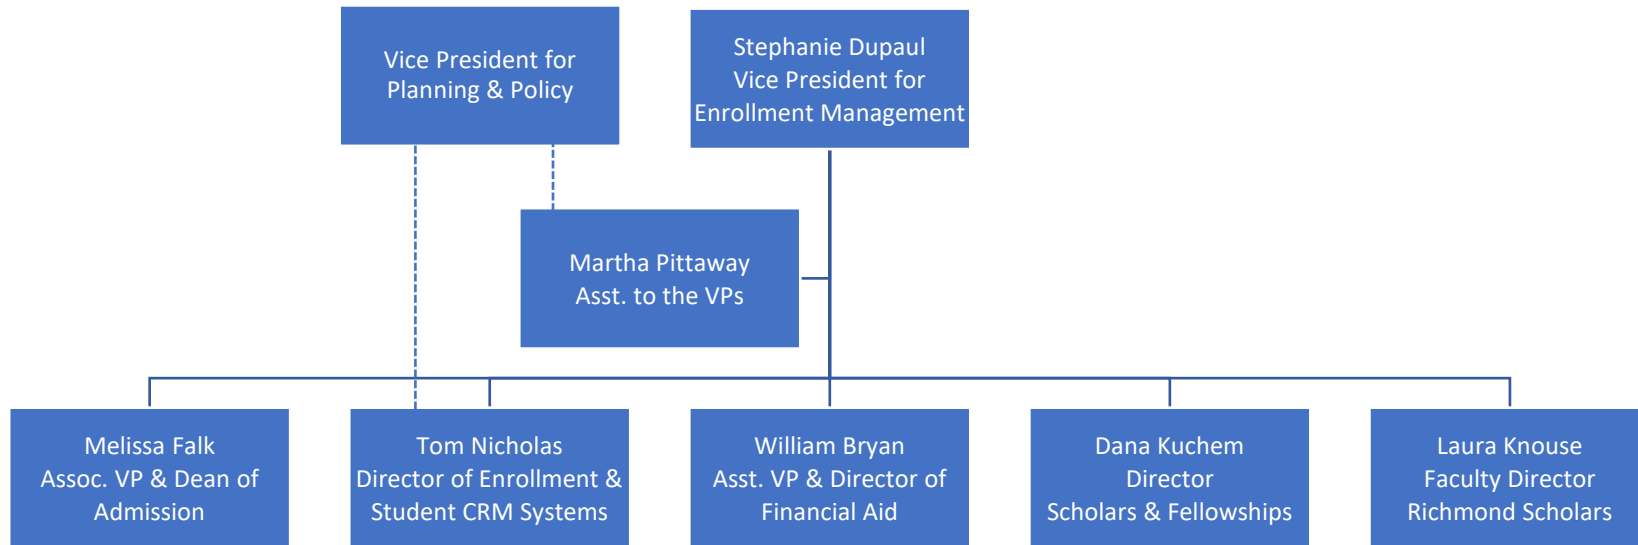 Vice President for
Planning & Policy
Stephanie Dupaul
Vice President for
Enrollment Management
Martha Pittaway
Asst. to the VPs
Melissa Falk
Assoc. VP & Dean of
Admission
Tom Nicholas
Director of Enrollment &
Student CRM Systems
William Bryan
Asst. VP & Director of
Financial Aid
Dana Kuchem
Director
Scholars & Fellowships
Laura Knouse
Faculty Director
Richmond Scholars